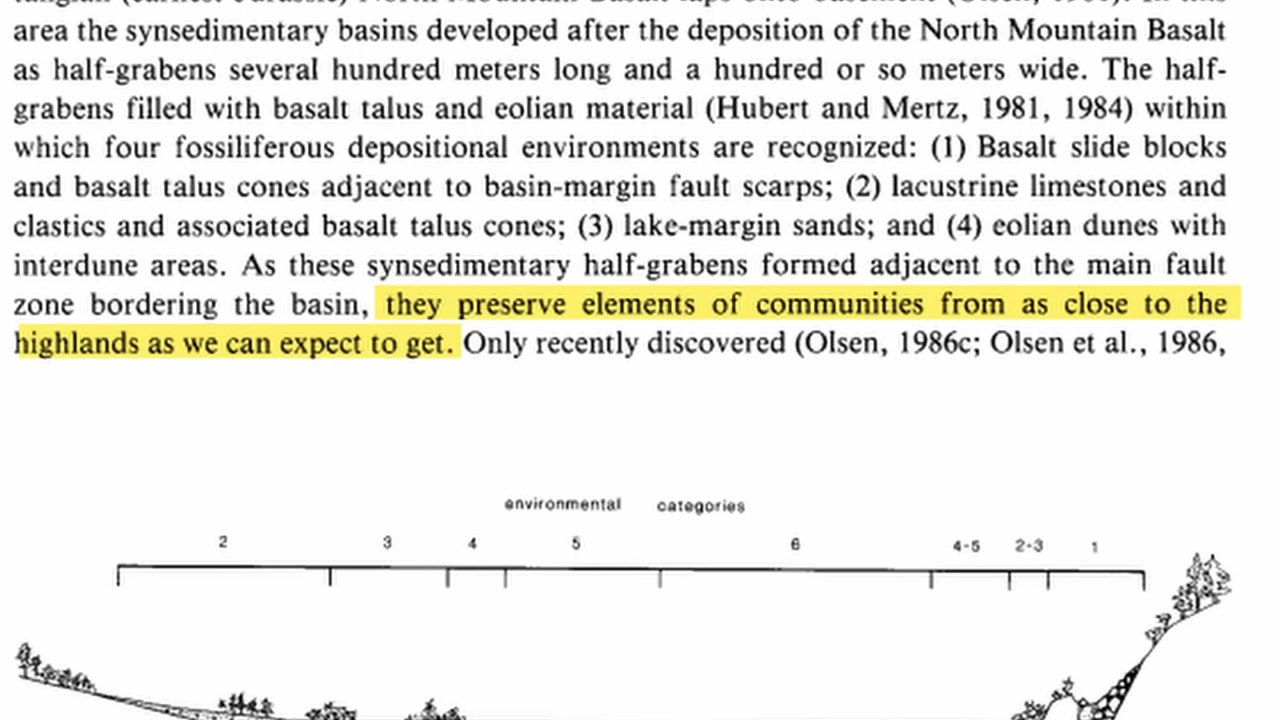 area the synsedimentary basins developed after the deposition of the North Mountain Basalt
as half-grabens several hundred meters long and a hundred or so meters wide. The half-
grabens filled with basalt talus and eolian material (Hubert and Mertz, 1981, 1984) within
which four fossiliferous depositional environments are recognized: (1) Basalt slide blocks
and basalt talus cones adjacent to basin-margin fault scarps; (2) lacustrine limestones and
clastics and associated basalt talus cones; (3) lake-margin sands; and (4) eolian dunes with
interdune areas. As these synsedimentary half-grabens formed adjacent to the main fault
zone bordering the basin, they preserve elements of communities from as close to the
highlands as we can expect to get. Only recently discovered (Olsen, 1986c; Olsen et al., 1986,
environmental categories
2 3 4 5 6 4-5 2-3 1